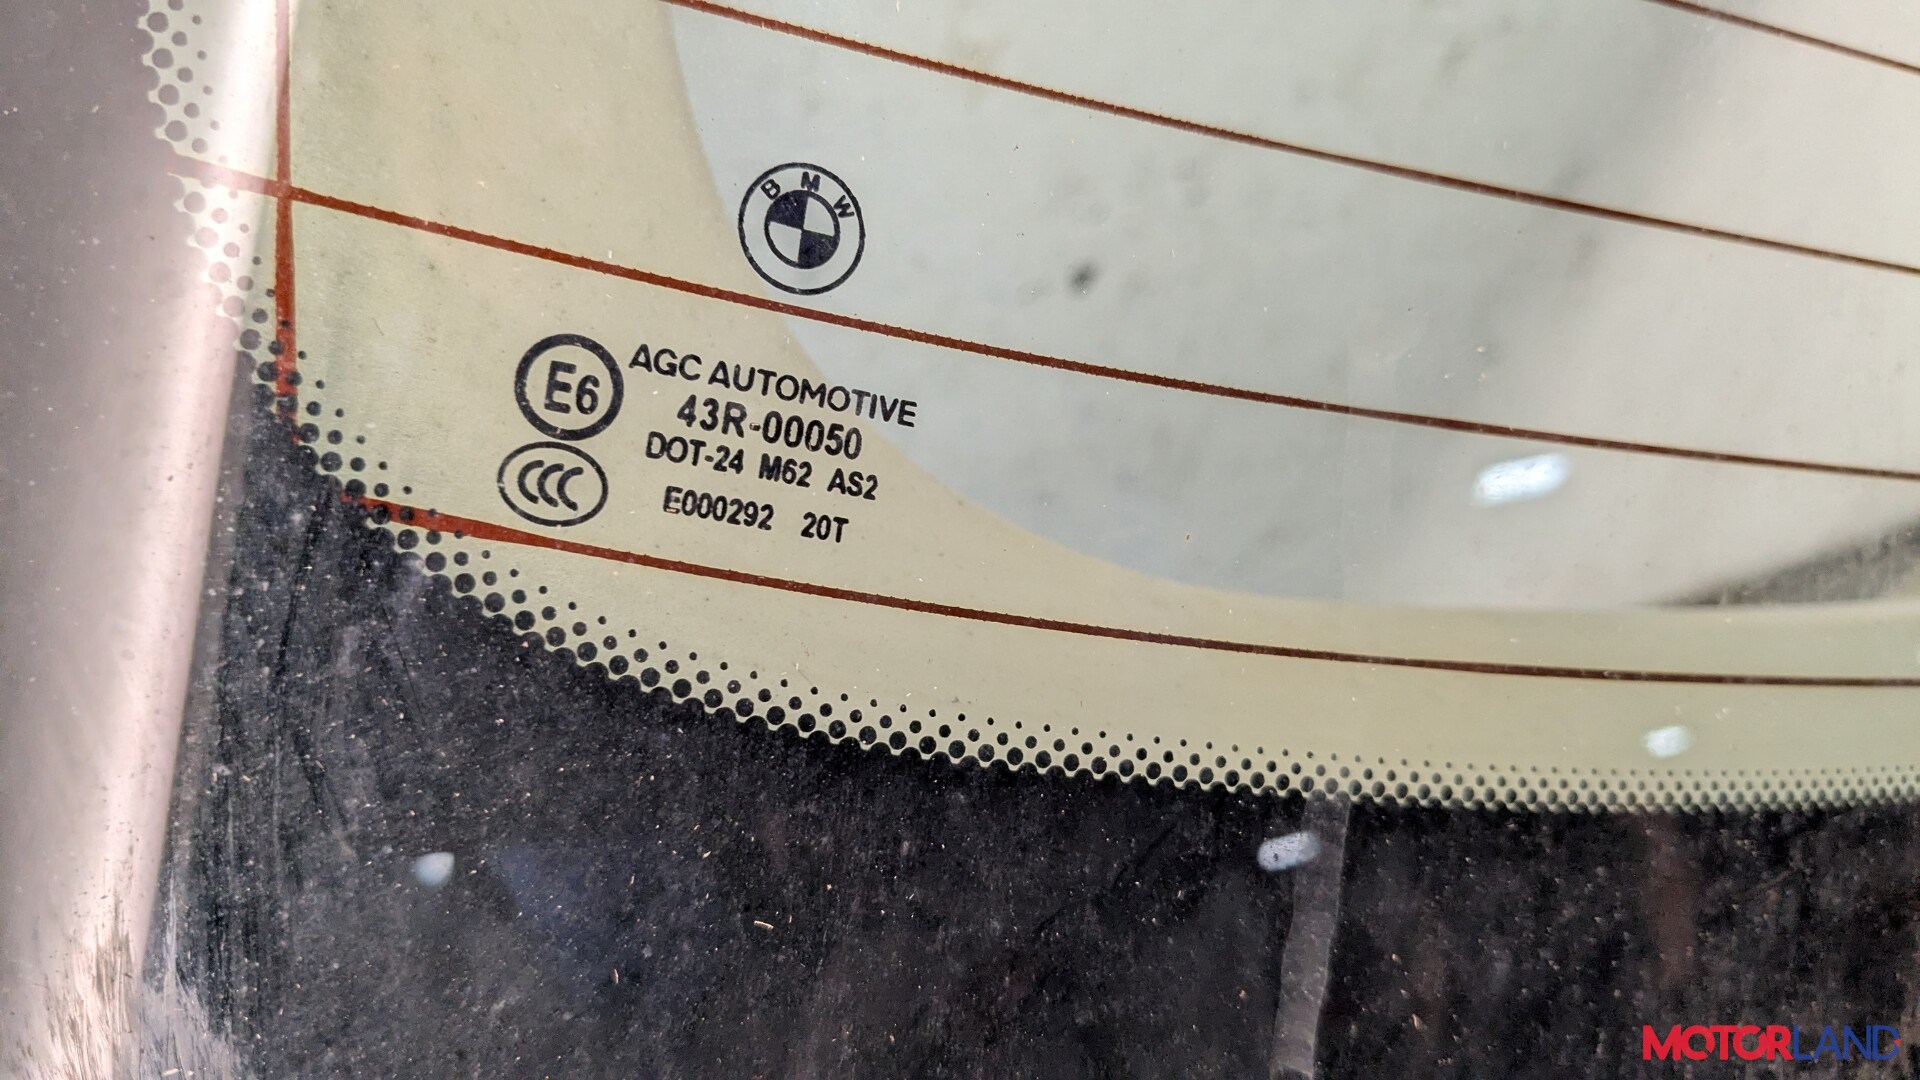 BMW
E6
AGC AUTOMOTIVE
43R-00050
DOT-24 M62 AS2
CCC
E000292 20T
MOTORLAND